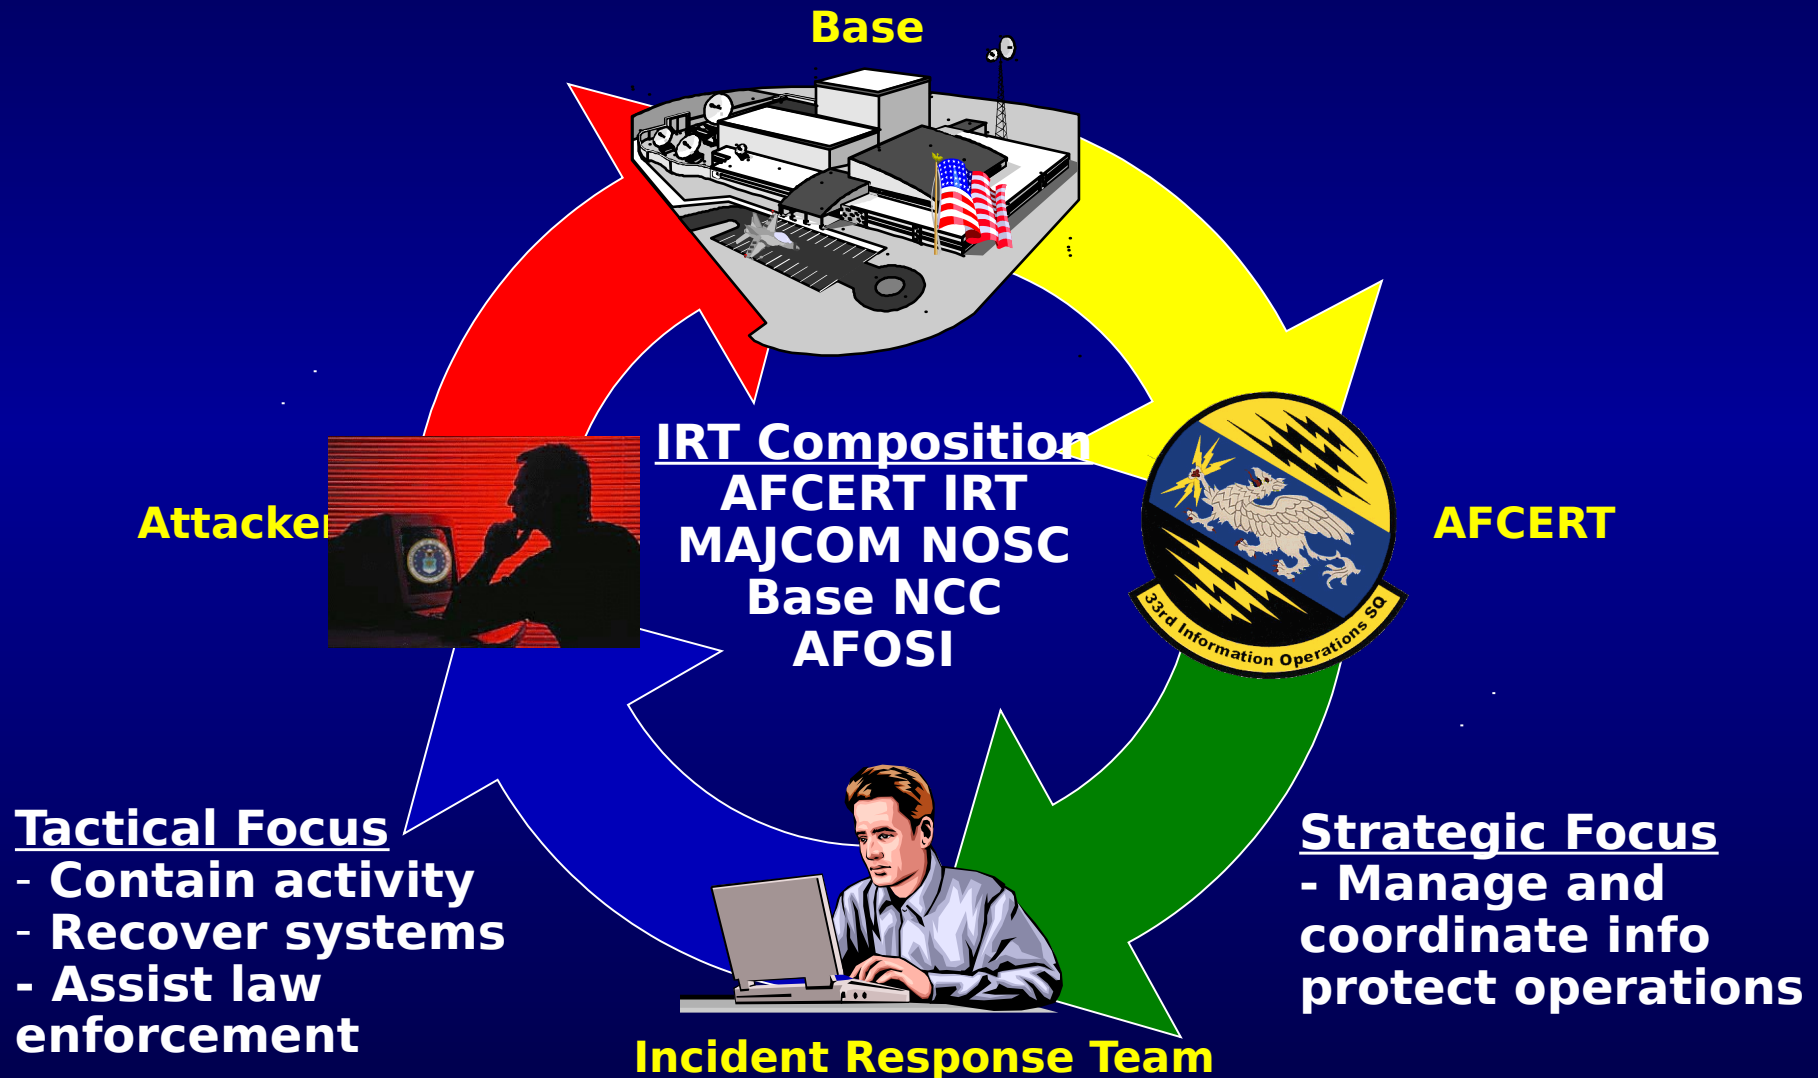 Base
IRT Composition
AFCERT IRT
MAJCOM NOSC
Base NCC
AFOSI
Attacker
AFCERT
33rd Information Operations SQ
Tactical Focus
- Contain activity
- Recover systems
- Assist law
enforcement
Strategic Focus
- Manage and
coordinate info
protect operations
Incident Response Team